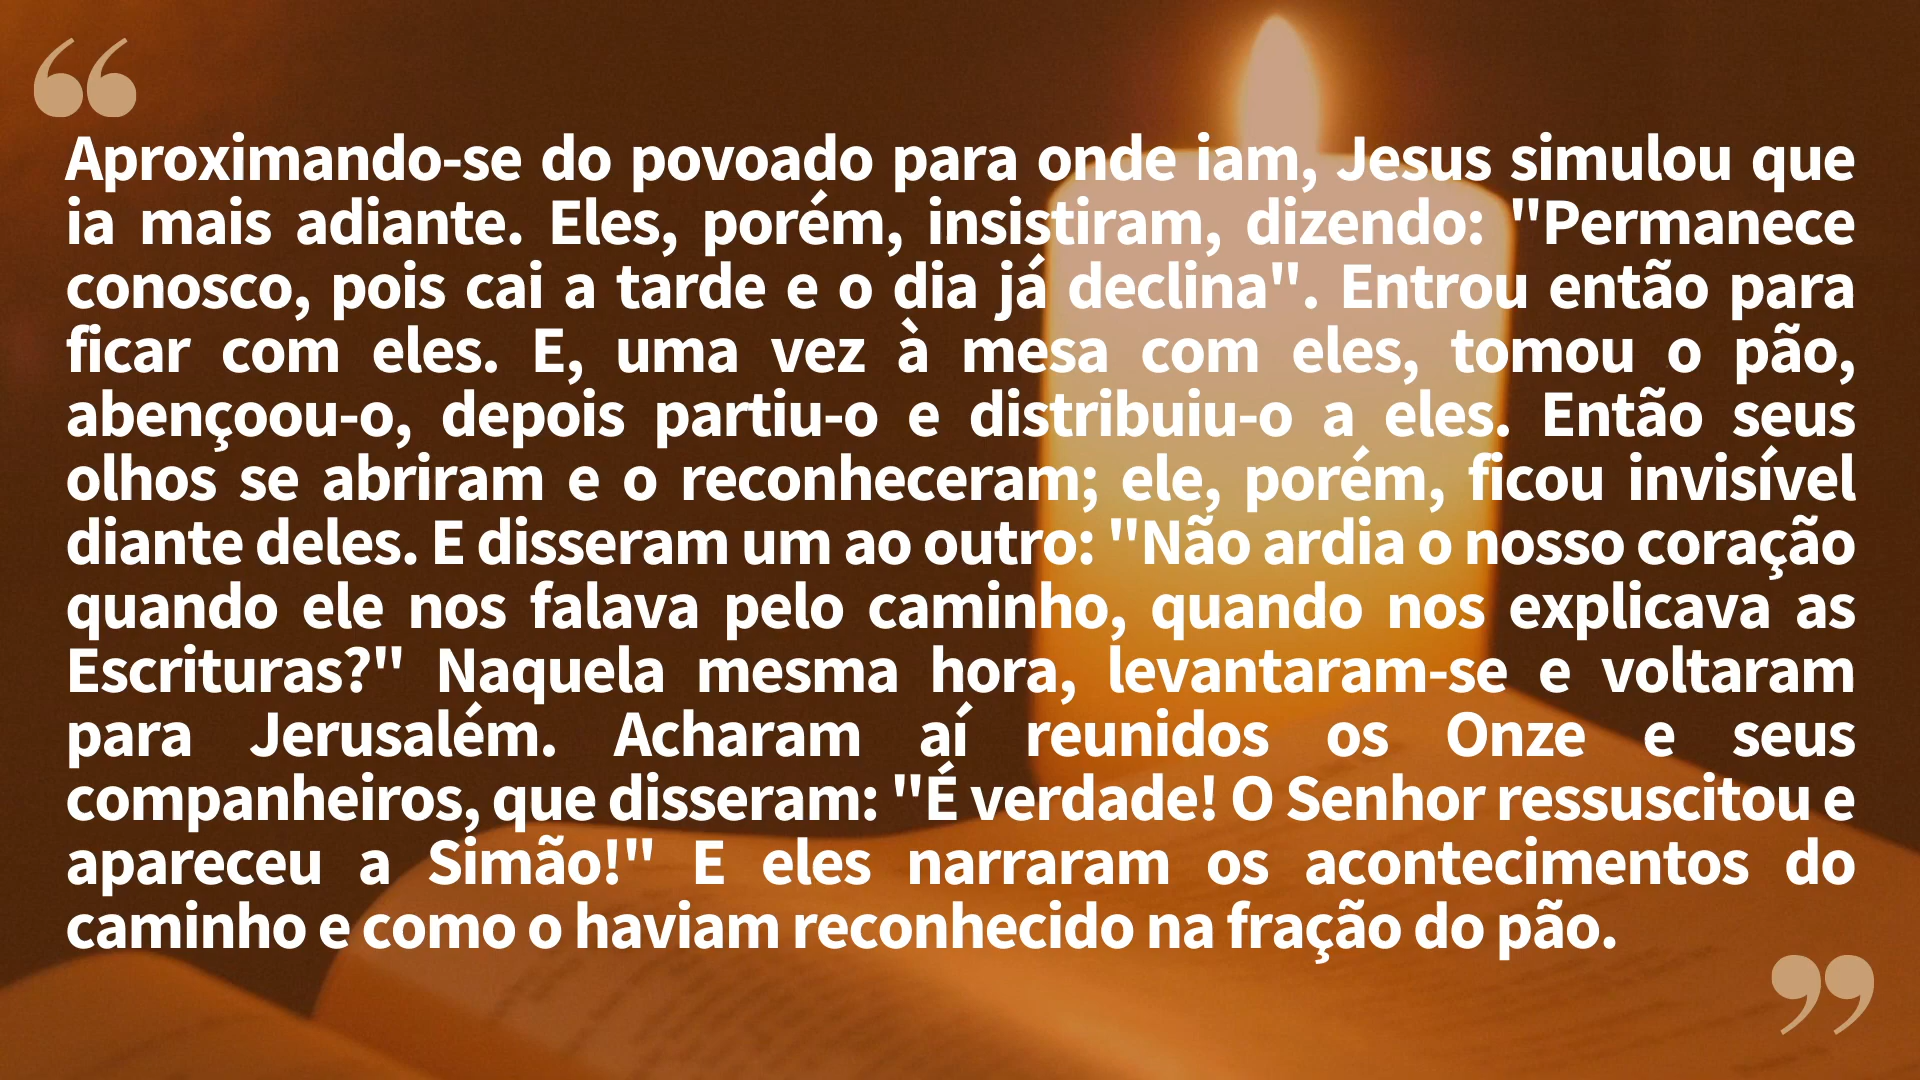 “
Aproximando-se do povoado para onde iam, Jesus simulou que
ia mais adiante. Eles, porém, insistiram, dizendo: "Permanece
conosco, pois cai a tarde e o dia já declina". Entrou então para
ficar com eles. E, uma vez à mesa com eles, tomou o pão,
abençoou-o, depois partiu-o e distribuiu-o a eles. Então seus
olhos se abriram e o reconheceram; ele, porém, ficou invisível
diante deles. E disseram um ao outro: "Não ardia o nosso coração
quando ele nos falava pelo caminho, quando nos explicava as
Escrituras?" Naquela mesma hora, levantaram-se e voltaram
para Jerusalém. Acharam aí reunidos os Onze e seus
companheiros, que disseram: "É verdade! O Senhor ressuscitou e
apareceu a Simão!" E eles narraram os acontecimentos do
caminho e como o haviam reconhecido na fração do pão.
”